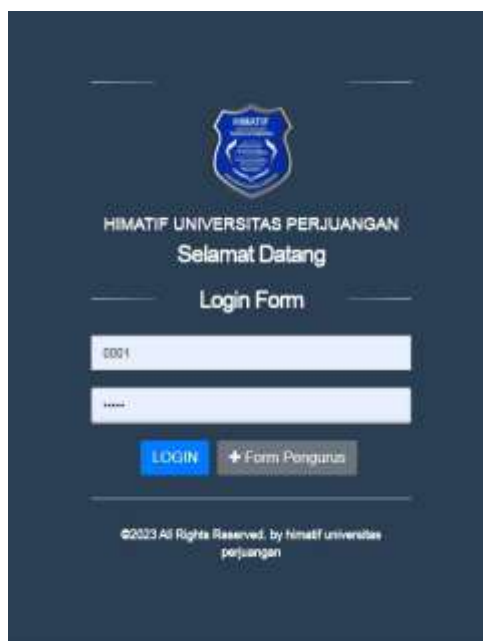 HIMATIF
HIMATIF UNIVERSITAS PERJUANGAN
Selamat Datang
Login Form
0001
•••••
LOGIN
+ Form Pengurus
©2023 All Rights Reserved. by himatif universitas
perjuangan